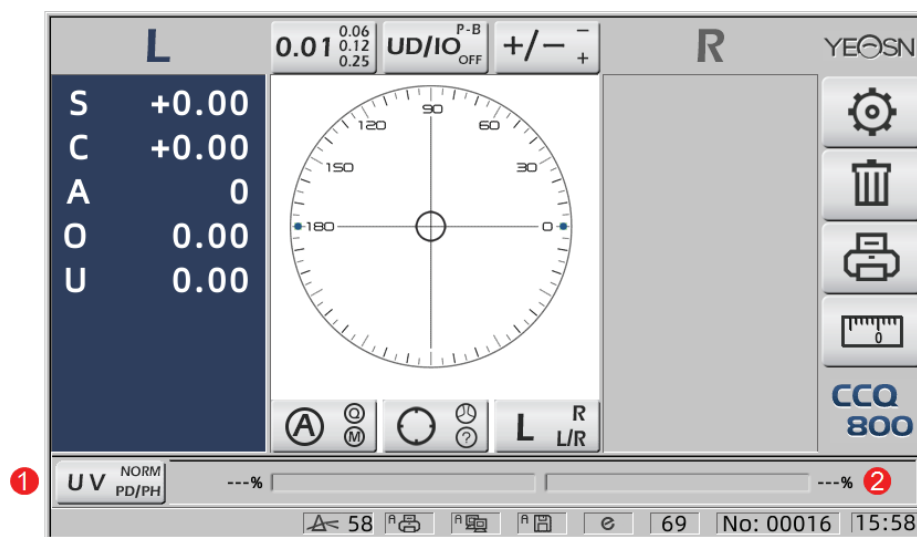 L
0.01 0.06 0.12 0.25
UD/IO P-B OFF
+/− − +
R
YEOSN
S +0.00
C +0.00
A 0
O 0.00
U 0.00
90
120 60
150 30
180 0
0
CCQ
800
A Q M
?
L R L/R
1
UV NORM PD/PH
---%
---% 2
58
A
A
A
e
69
No: 00016
15:58